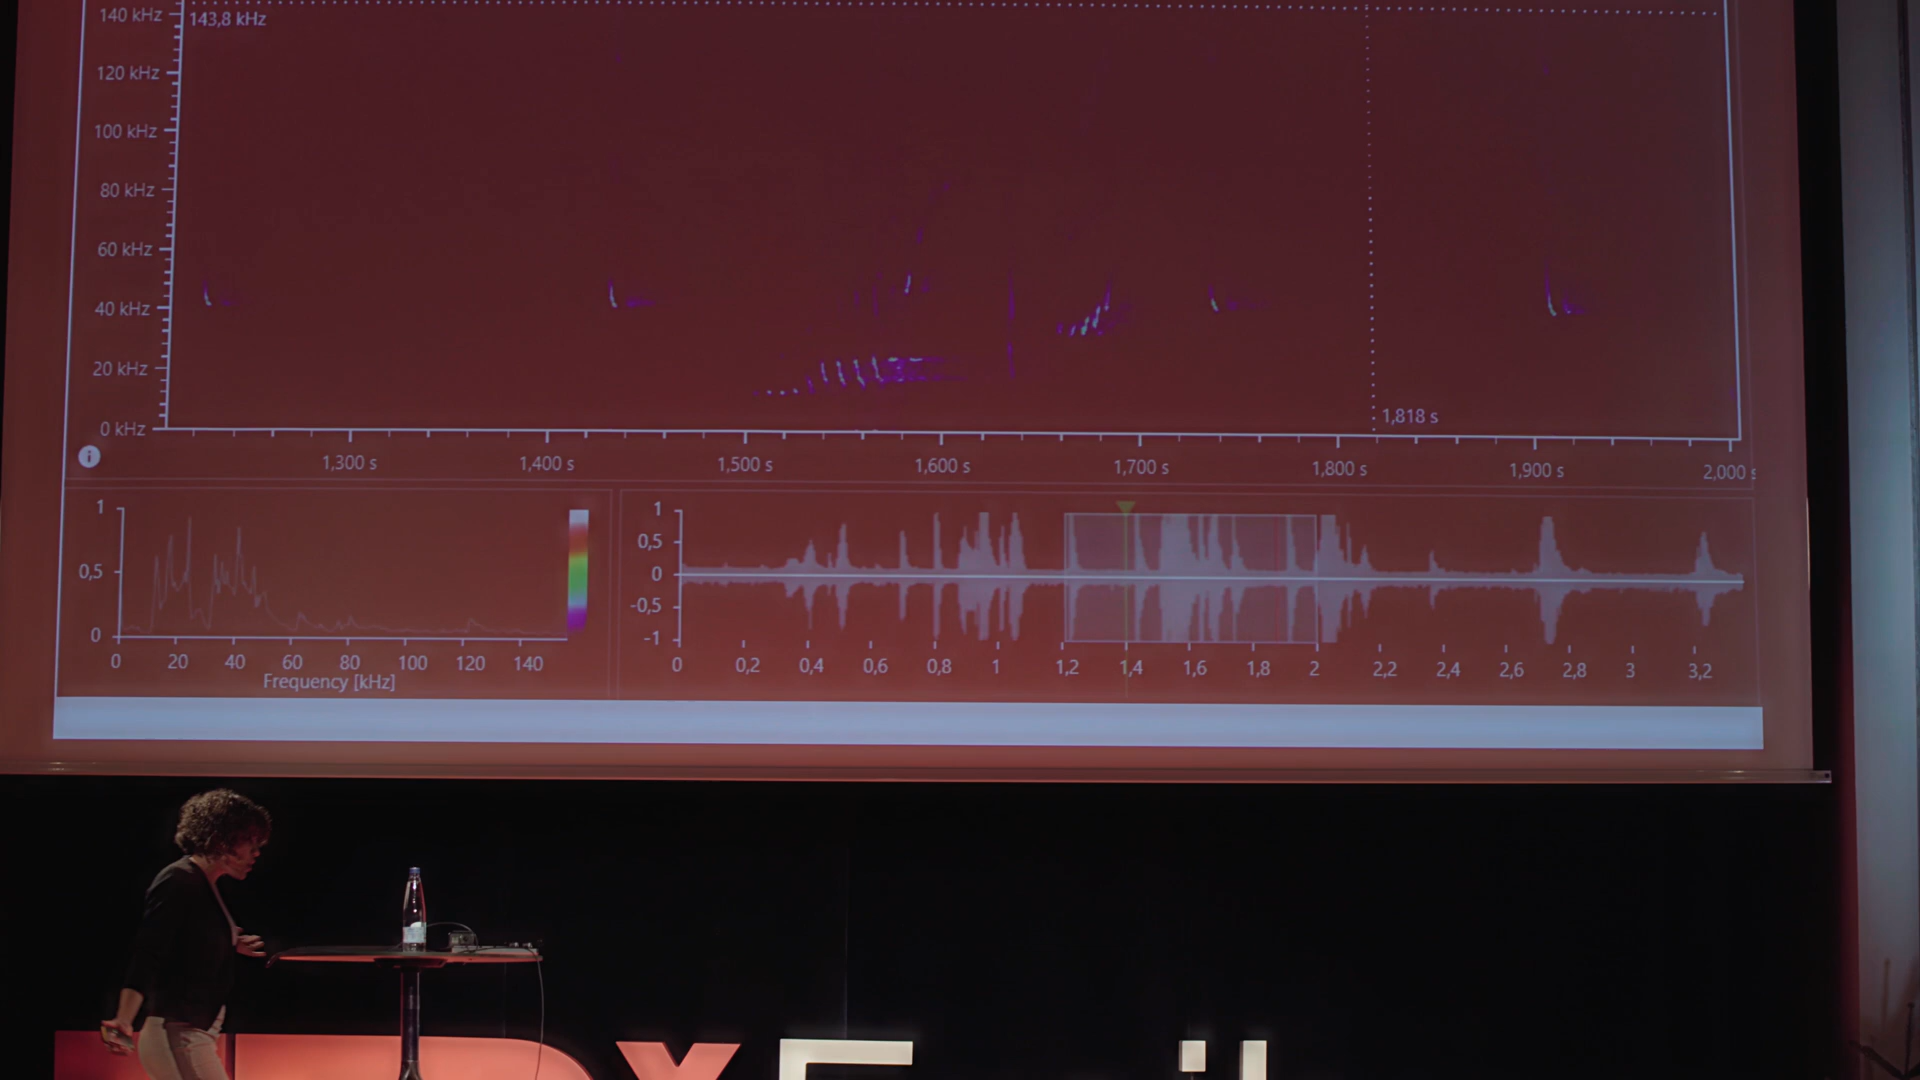 140 kHz
143,8 kHz
120 kHz
100 kHz
80 kHz
60 kHz
40 kHz
20 kHz
0 kHz
1,818 s
1,300 s 1,400 s 1,500 s 1,600 s 1,700 s 1,800 s 1,900 s 2,000 s
1
0,5
0
0 20 40 60 80 100 120 140
Frequency [kHz]
1
0,5
0
-0,5
-1
0 0,2 0,4 0,6 0,8 1 1,2 1,4 1,6 1,8 2 2,2 2,4 2,6 2,8 3 3,2